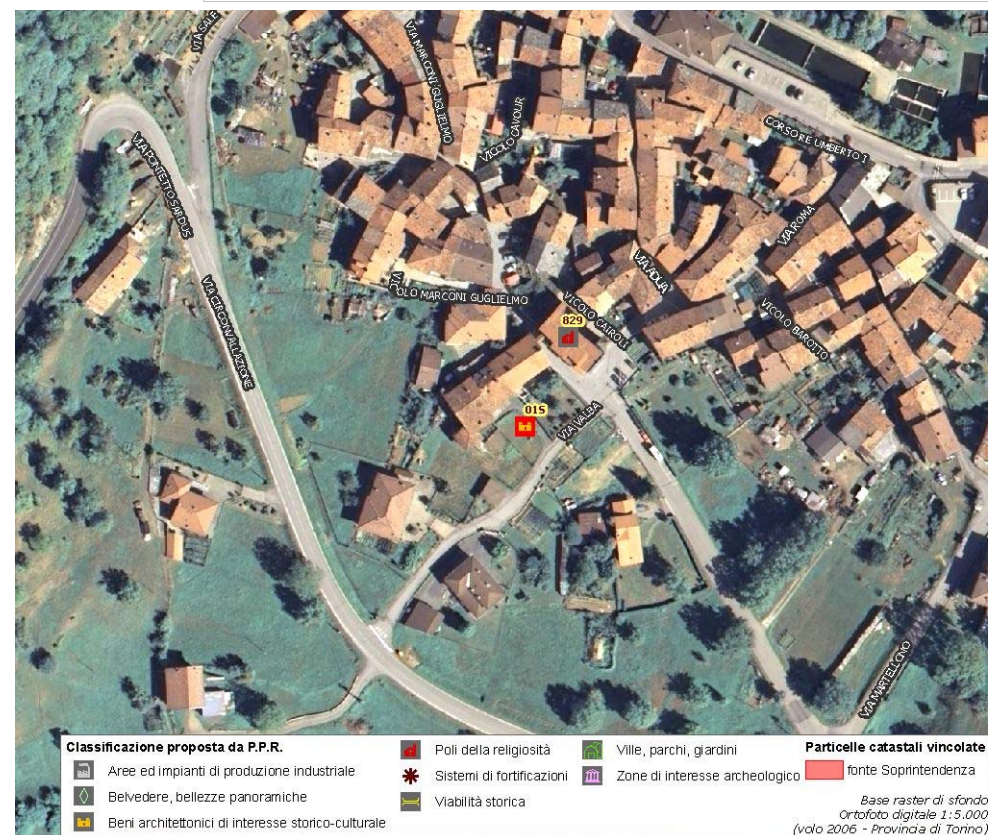 VIA SALE
VIA MARCONI GUGLIELMO
VICOLO CAVOUR
CORSO RE UMBERTO I
VIA PONTETTO SARDUS
VIA ROMA
VIA ADUA
VIA
OLO MARCONI GUGLIELMO
VIA CIRCONVALLAZIONE
VICOLO CAIROLI
VICOLO BAROTTO
829
015
VIA VALBA
VIA MARTELLONO
Classificazione proposta da P.P.R.
Aree ed impianti di produzione industriale
Belvedere, bellezze panoramiche
Beni architettonici di interesse storico-culturale
Poli della religiosità
Sistemi di fortificazioni
Viabilità storica
Ville, parchi, giardini
Zone di interesse archeologico
Particelle catastali vincolate
fonte Soprintendenza
Base raster di sfondo
Ortofoto digitale 1:5.000
(volo 2006 - Provincia di Torino)